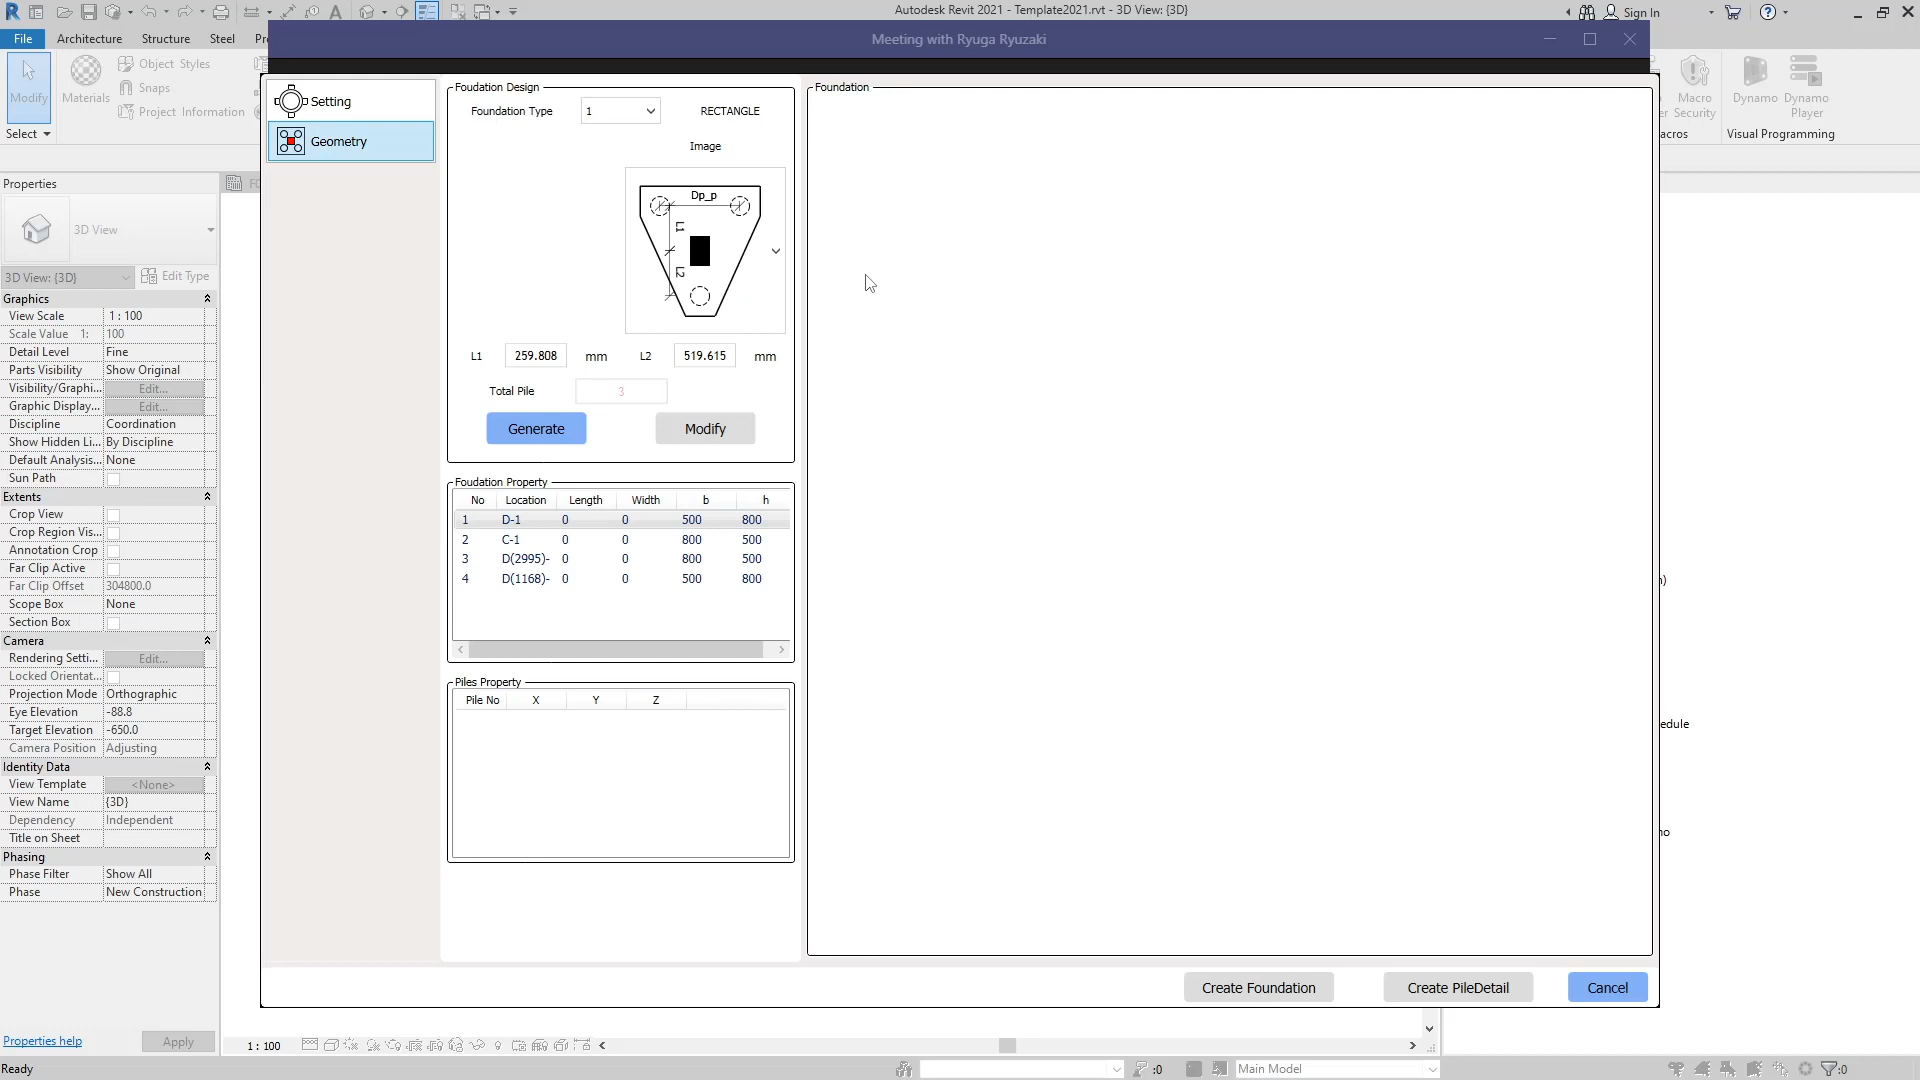 Autodesk Revit 2021 - Template2021.rvt - 3D View: {3D}
Sign In
File
Architecture
Structure
Steel
Meeting with Ryuga Ryuzaki
Modify
Materials
Object Styles
Snaps
Project Information
Select
Macro
Security
Dynamo
Dynamo
Player
Visual Programming
Setting
Geometry
Foudation Design
Foundation Type
1
RECTANGLE
Image
Dp_p
L1
L2
L1
259.808
mm
L2
519.615
mm
Total Pile
3
Generate
Modify
Foudation Property
No Location Length Width b h
1 D-1 0 0 500 800
2 C-1 0 0 800 500
3 D(2995)- 0 0 800 500
4 D(1168)- 0 0 500 800
Piles Property
Pile No X Y Z
Foundation
Create Foundation
Create PileDetail
Cancel
Properties
3D View
3D View: {3D}
Edit Type
Graphics
View Scale 1 : 100
Scale Value 1: 100
Detail Level Fine
Parts Visibility Show Original
Visibility/Graphi... Edit...
Graphic Display... Edit...
Discipline Coordination
Show Hidden Li... By Discipline
Default Analysis... None
Sun Path
Extents
Crop View
Crop Region Vis...
Annotation Crop
Far Clip Active
Far Clip Offset 304800.0
Scope Box None
Section Box
Camera
Rendering Setti... Edit...
Locked Orientat...
Projection Mode Orthographic
Eye Elevation -88.8
Target Elevation -650.0
Camera Position Adjusting
Identity Data
View Template <None>
View Name {3D}
Dependency Independent
Title on Sheet
Phasing
Phase Filter Show All
Phase New Construction
Properties help
Apply
1 : 100
Ready
:0
Main Model
:0